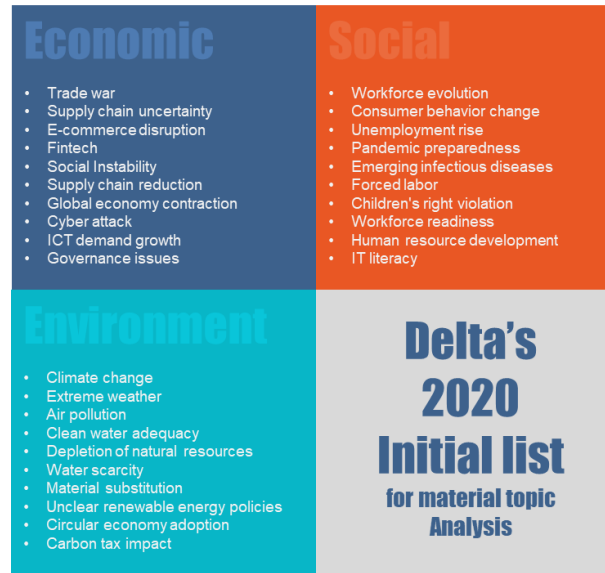 Economic
• Trade war
• Supply chain uncertainty
• E-commerce disruption
• Fintech
• Social Instability
• Supply chain reduction
• Global economy contraction
• Cyber attack
• ICT demand growth
• Governance issues
Social
• Workforce evolution
• Consumer behavior change
• Unemployment rise
• Pandemic preparedness
• Emerging infectious diseases
• Forced labor
• Children's right violation
• Workforce readiness
• Human resource development
• IT literacy
Environment
• Climate change
• Extreme weather
• Air pollution
• Clean water adequacy
• Depletion of natural resources
• Water scarcity
• Material substitution
• Unclear renewable energy policies
• Circular economy adoption
• Carbon tax impact
Delta's
2020
Initial list
for material topic
Analysis